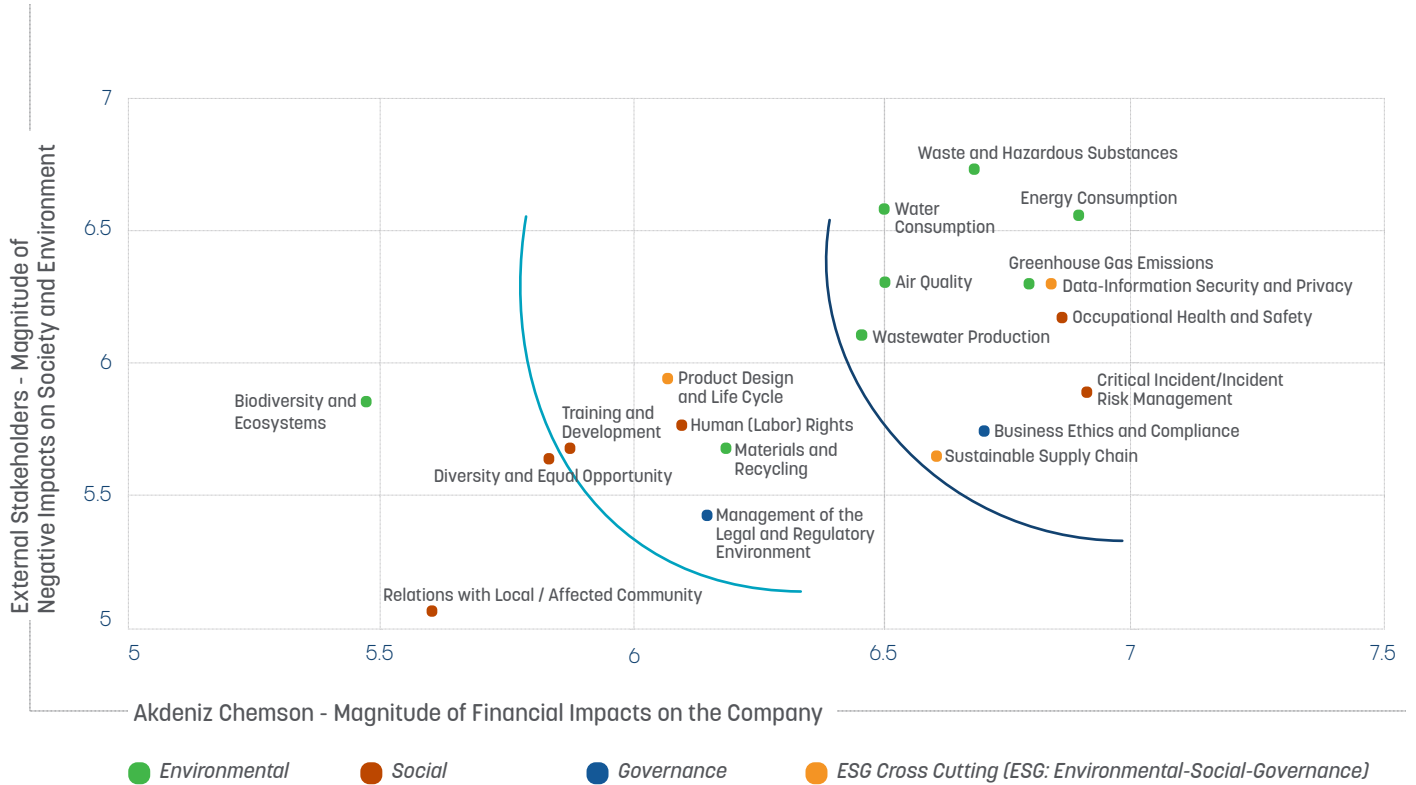 External Stakeholders - Magnitude of
Negative Impacts on Society and Environment
7
6.5
6
5.5
5
Waste and Hazardous Substances
Energy Consumption
Water
Consumption
Greenhouse Gas Emissions
Air Quality
Data-Information Security and Privacy
Occupational Health and Safety
Wastewater Production
Product Design
and Life Cycle
Critical Incident/Incident
Risk Management
Biodiversity and
Ecosystems
Training and
Development
Human (Labor) Rights
Business Ethics and Compliance
Materials and
Recycling
Sustainable Supply Chain
Diversity and Equal Opportunity
Management of the
Legal and Regulatory
Environment
Relations with Local / Affected Community
5
5.5
6
6.5
7
7.5
Akdeniz Chemson - Magnitude of Financial Impacts on the Company
Environmental
Social
Governance
ESG Cross Cutting (ESG: Environmental-Social-Governance)